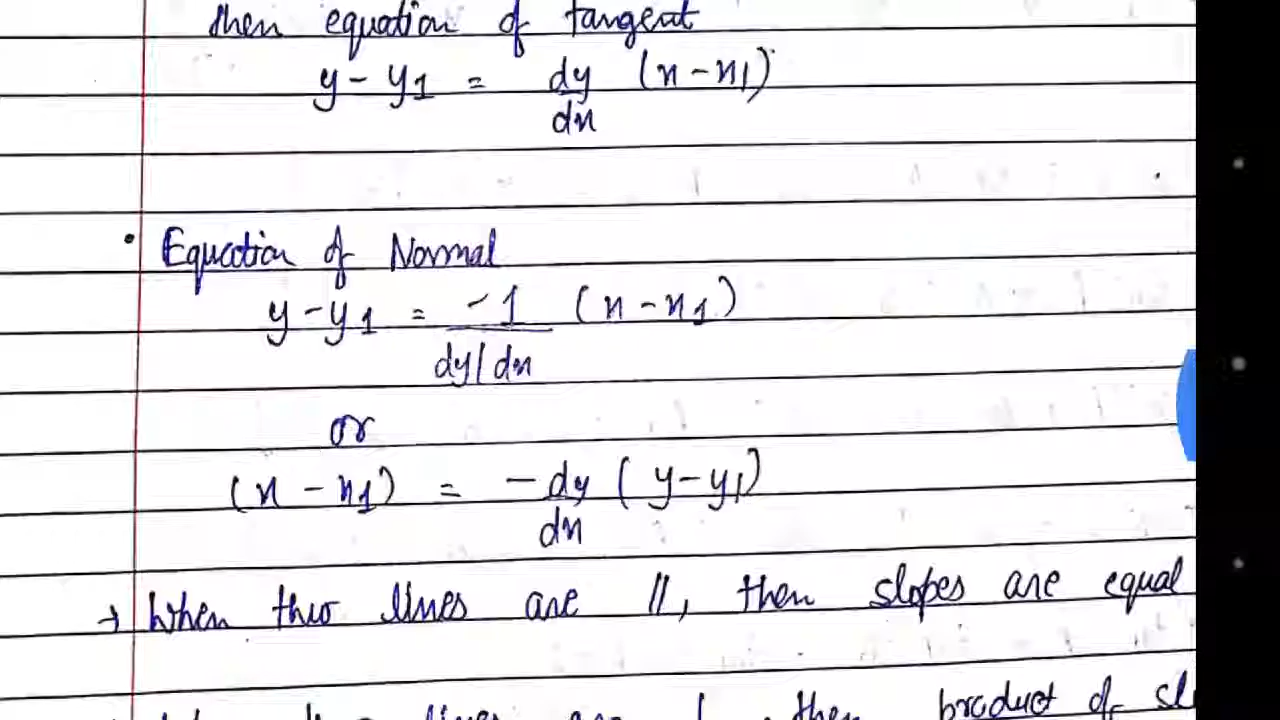 then equation of tangent
y - y1 = dy/dx (x - x1)
• Equation of Normal
y - y1 = -1/dy/dx (x - x1)
or
(x - x1) = -dy/dx (y - y1)
→ When two lines are //, then slopes are equal
lines then product of